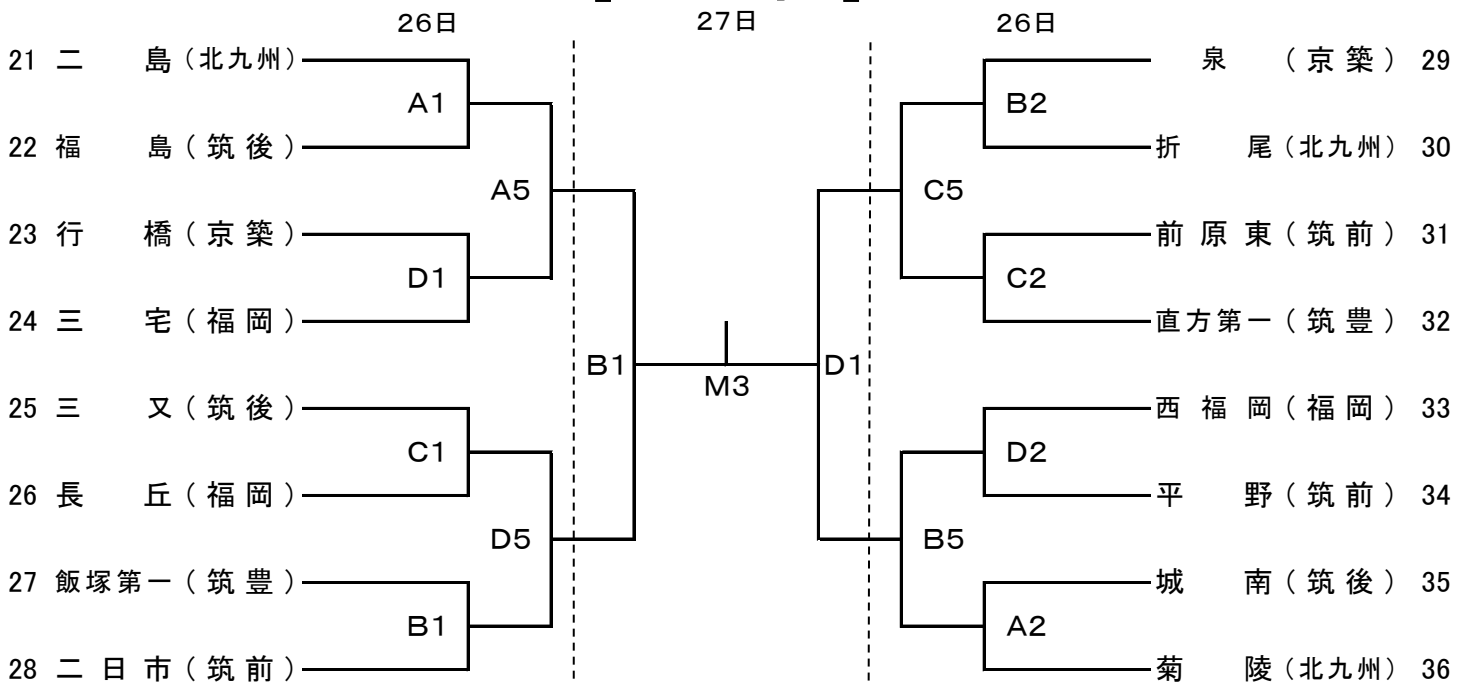 26日 27日 26日
21 二島（北九州） 泉（京築） 29
A1 B2
22 福島（筑後） 折尾（北九州） 30
A5 C5
23 行橋（京築） 前原東（筑前） 31
D1 C2
24 三宅（福岡） 直方第一（筑豊） 32
B1 D1
M3
25 三又（筑後） 西福岡（福岡） 33
C1 D2
26 長丘（福岡） 平野（筑前） 34
D5 B5
27 飯塚第一（筑豊） 城南（筑後） 35
B1 A2
28 二日市（筑前） 菊陵（北九州） 36